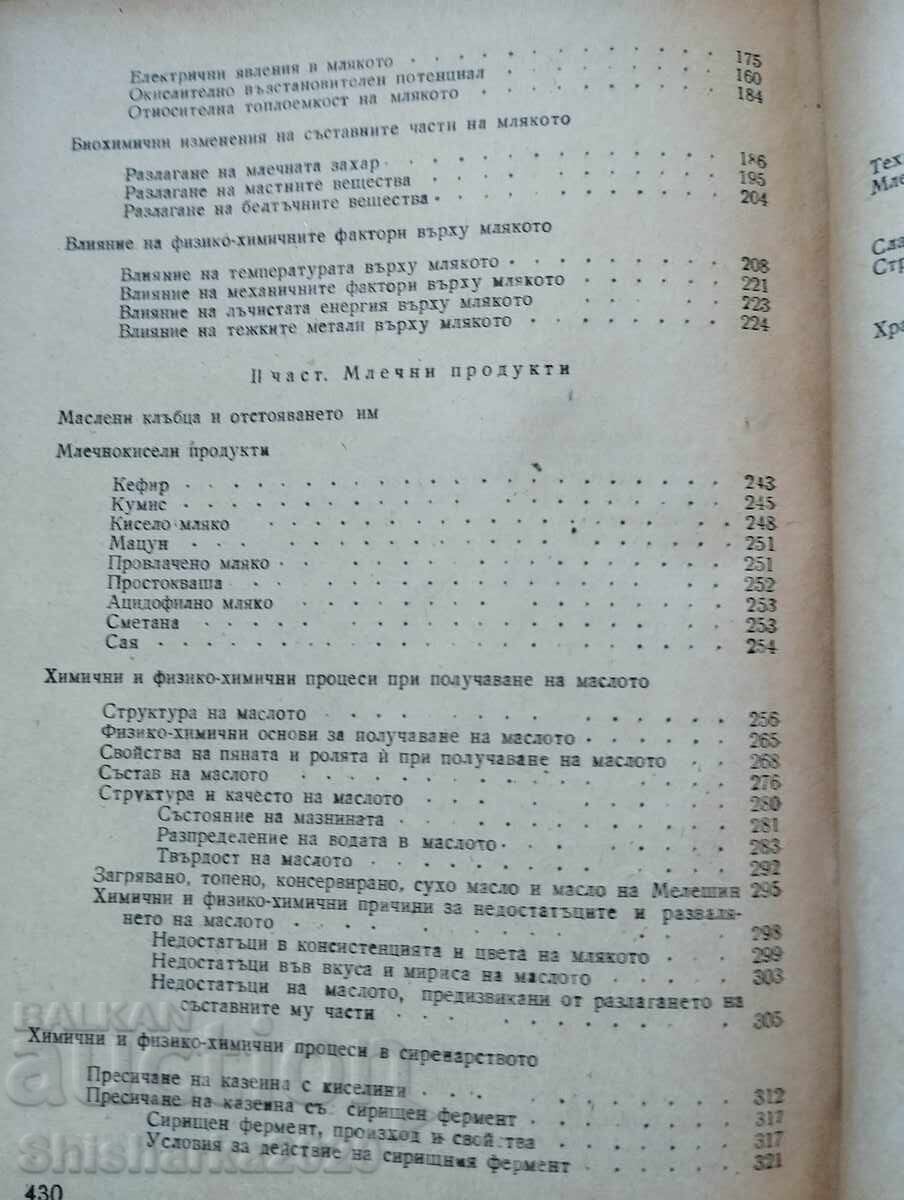 Електрични явления в млякото 175
Окислително възстановителен потенциал 160
Относителна топлоемкост на млякото 184
Биохимични изменения на съставните части на млякото
Разлагане на млечната захар 186
Разлагане на мастните вещества 195
Разлагане на белтъчните вещества 204
Влияние на физико-химичните фактори върху млякото
Влияние на температурата върху млякото 208
Влияние на механичните фактори върху млякото 221
Влияние на лъчистата енергия върху млякото 223
Влияние на тежките метали върху млякото 224
II част. Млечни продукти
Маслени клъбца и отстояването им
Млечнокисели продукти
Кефир 243
Кумис 245
Кисело мляко 248
Мацун 251
Провлачено мляко 251
Простокваша 252
Ацидофилно мляко 253
Сметана 253
Сая 254
Химични и физико-химични процеси при получаване на маслото
Структура на маслото 256
Физико-химични основи за получаване на маслото 265
Свойства на пяната и ролята ѝ при получаване на маслото 268
Състав на маслото 276
Структура и качесто на маслото 280
Състояние на мазнината 281
Разпределение на водата в маслото 283
Твърдост на маслото 292
Загрявано, топено, консервирано, сухо масло и масло на Мелешин 295
Химични и физико-химични причини за недостатъците и разваля-
нето на маслото 298
Недостатъци в консистенцията и цвета на млякото 299
Недостатъци във вкуса и мириса на маслото 303
Недостатъци на маслото, предизвикани от разлагането на
съставните му части 305
Химични и физико-химични процеси в сиренарството
Пресичане на казеина с киселини 312
Пресичане на казеина съ сирищен фермент 317
Сирищен фермент, произход и свойства 317
Условия за действие на сирищния фермент 321
430
Тех
Мле
Сла
Стр
Хра
BALKAN
auction
Shisharka2020